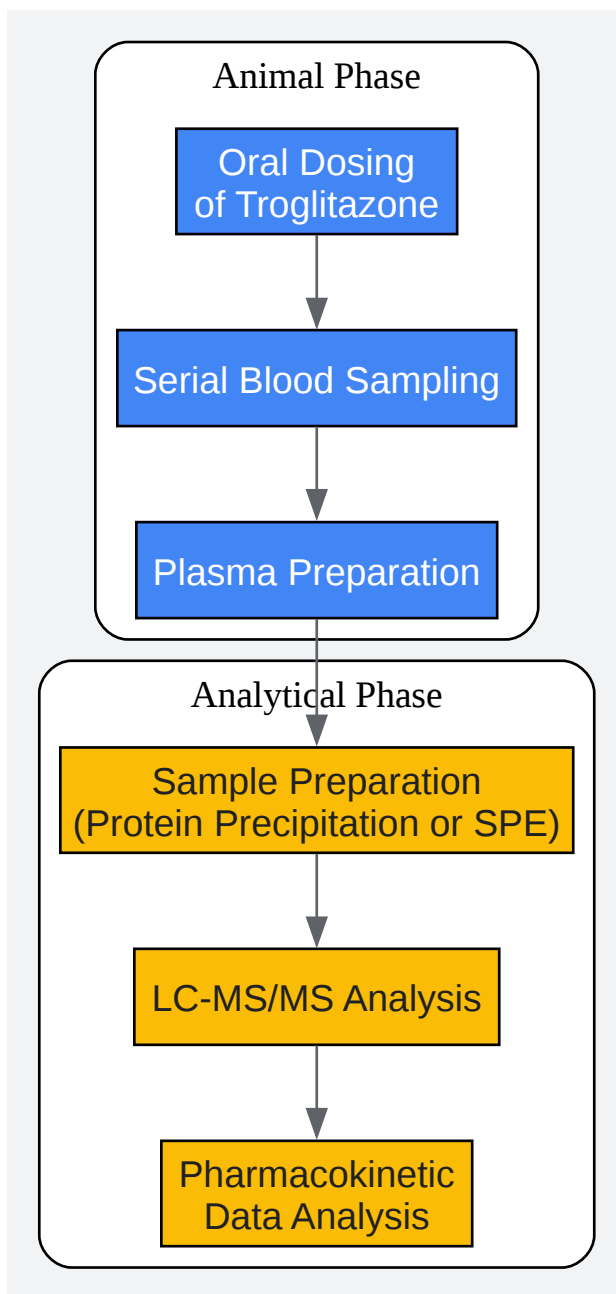 Animal Phase
Oral Dosing
of Troglitazone
Serial Blood Sampling
Plasma Preparation
Analytical Phase
Sample Preparation
(Protein Precipitation or SPE)
LC-MS/MS Analysis
Pharmacokinetic
Data Analysis